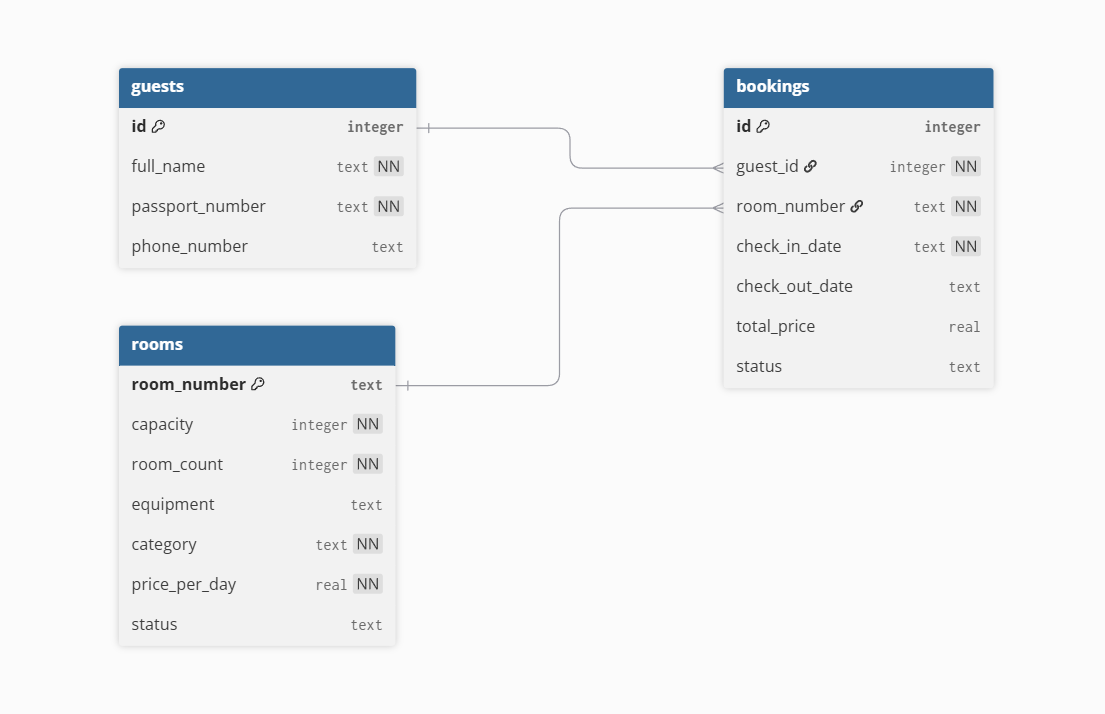 guests
id integer
full_name text NN
passport_number text NN
phone_number text
rooms
room_number text
capacity integer NN
room_count integer NN
equipment text
category text NN
price_per_day real NN
status text
bookings
id integer
guest_id integer NN
room_number text NN
check_in_date text NN
check_out_date text
total_price real
status text